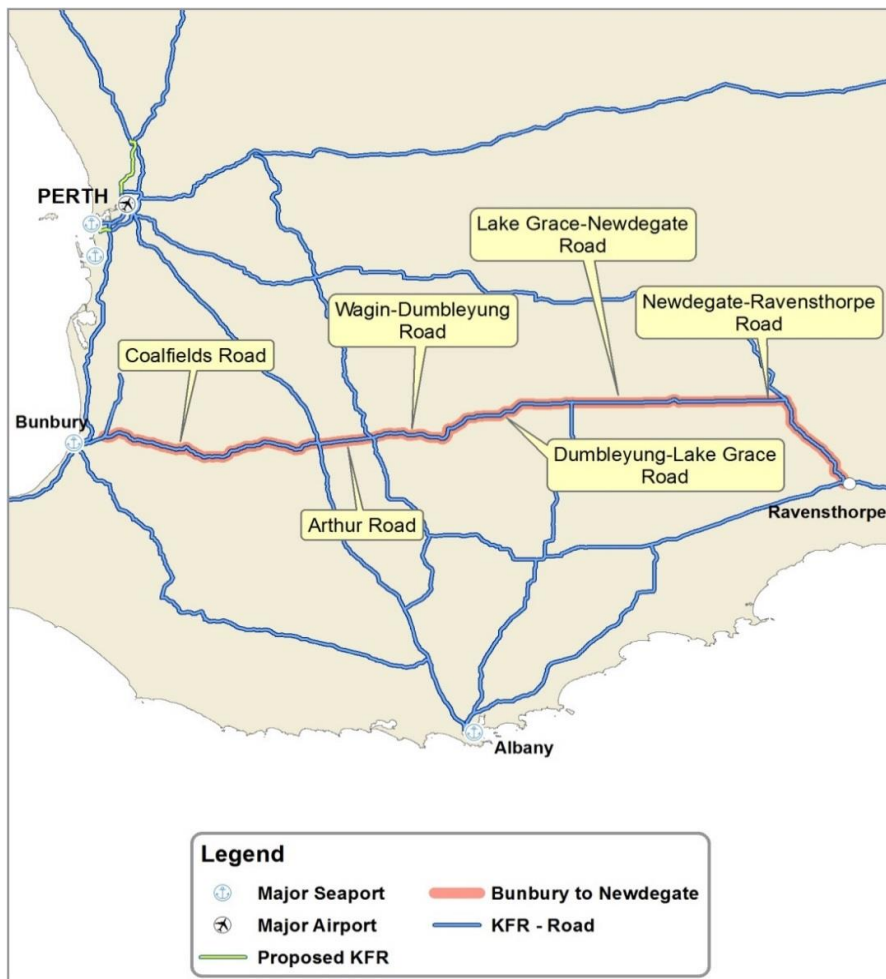 PERTH
Lake Grace-Newdegate
Road
Newdegate-Ravensthorpe
Road
Wagin-Dumbleyung
Road
Coalfields Road
Bunbury
Dumbleyung-Lake Grace
Road
Arthur Road
Ravensthorpe
Albany
Legend
Major Seaport
Bunbury to Newdegate
Major Airport
KFR - Road
Proposed KFR